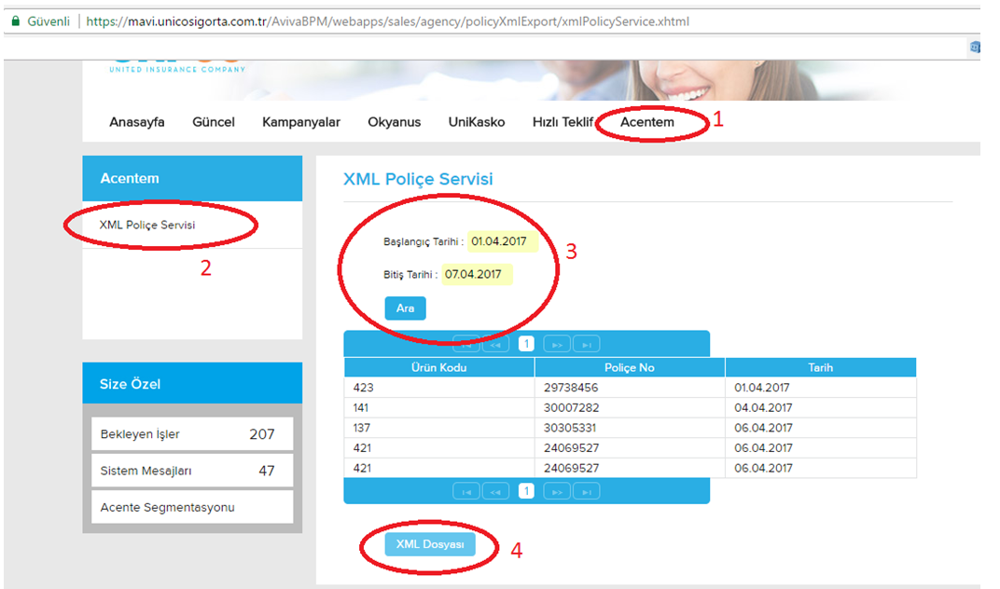 Güvenli | https://mavi.unicosigorta.com.tr/AvivaBPM/webapps/sales/agency/policyXmlExport/xmlPolicyService.xhtml
UNITED INSURANCE COMPANY
Anasayfa Güncel Kampanyalar Okyanus UniKasko Hızlı Teklif Acentem 1
Acentem
XML Poliçe Servisi
2
XML Poliçe Servisi
Başlangıç Tarihi : 01.04.2017
3
Bitiş Tarihi : 07.04.2017
Ara
1
Ürün Kodu Poliçe No Tarih
423 29738456 01.04.2017
141 30007282 04.04.2017
137 30305331 06.04.2017
421 24069527 06.04.2017
421 24069527 06.04.2017
1
XML Dosyası 4
Size Özel
Bekleyen İşler 207
Sistem Mesajları 47
Acente Segmentasyonu